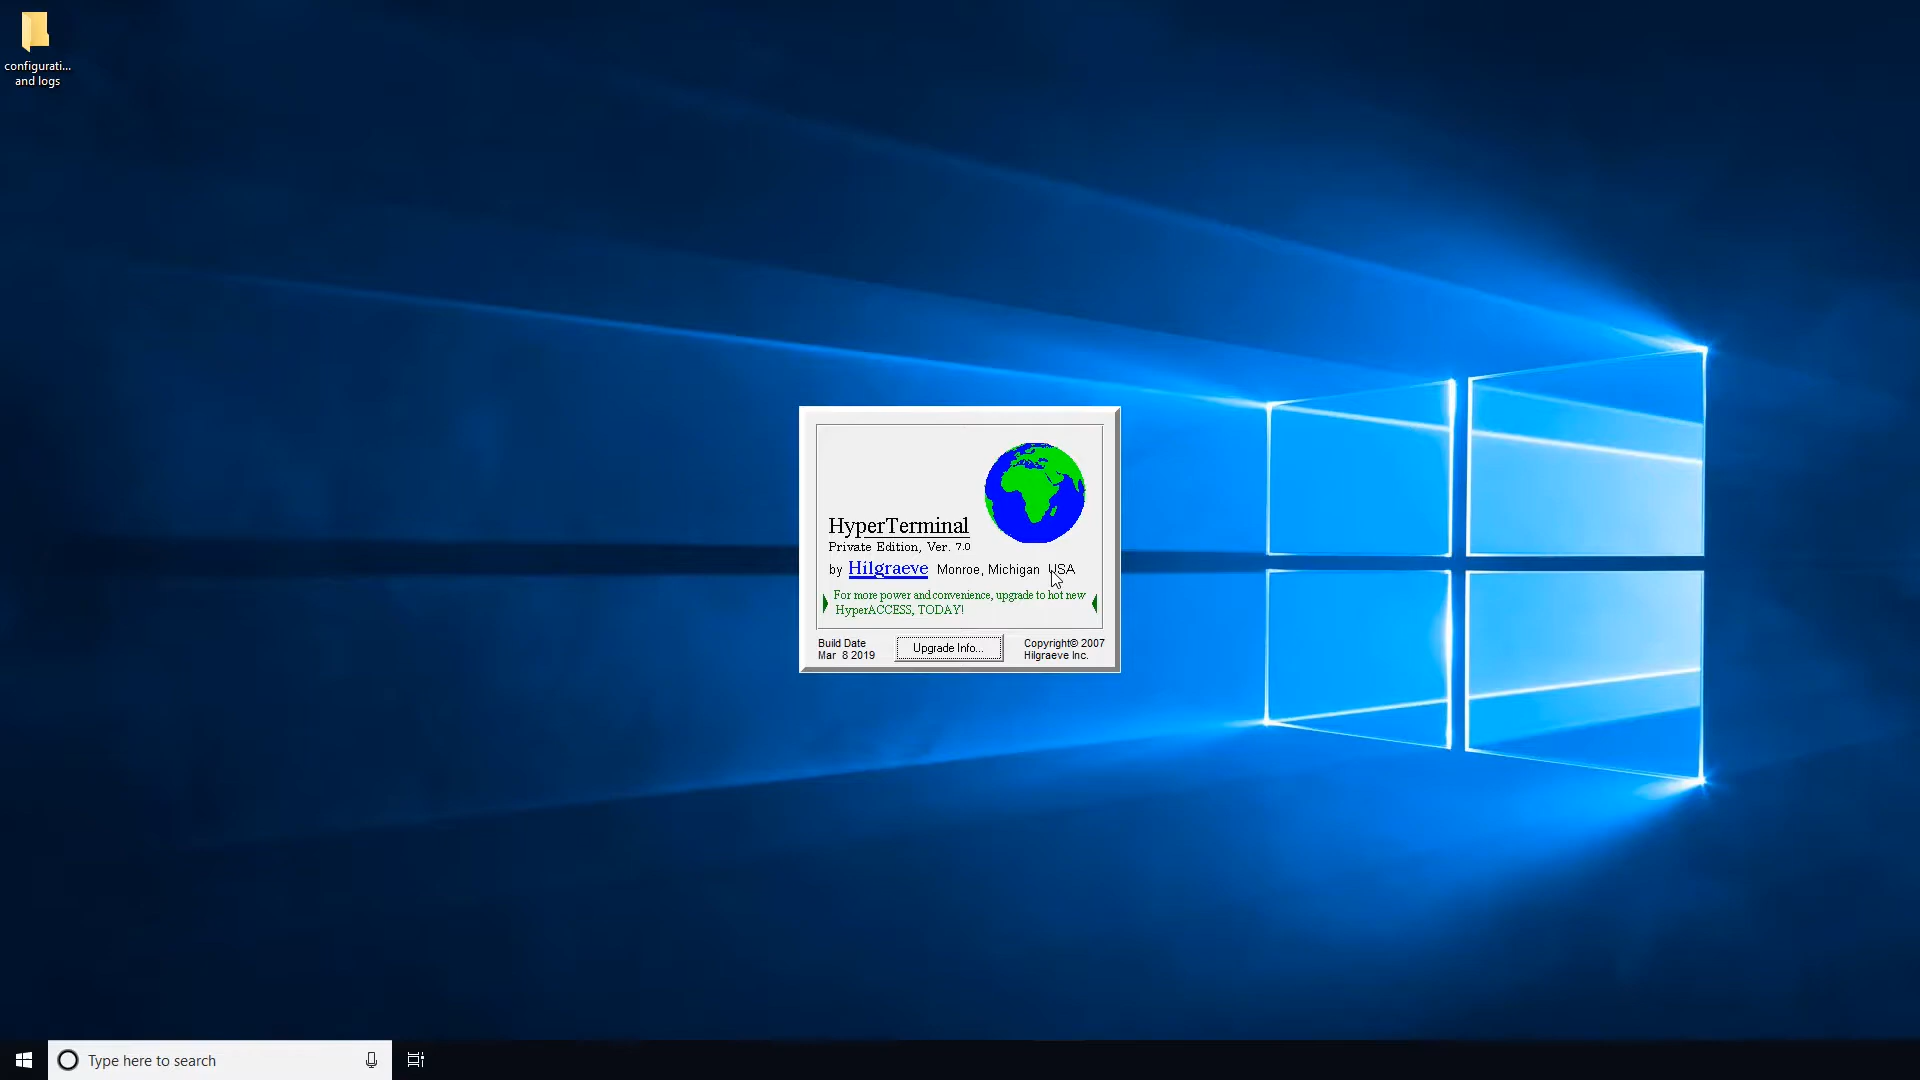 configurati...
and logs
HyperTerminal
Private Edition, Ver. 7.0
by Hilgraeve Monroe, Michigan USA
For more power and convenience, upgrade to hot new
HyperACCESS, TODAY!
Build Date
Mar 8 2019
Upgrade Info...
Copyright© 2007
Hilgraeve Inc.
Type here to search